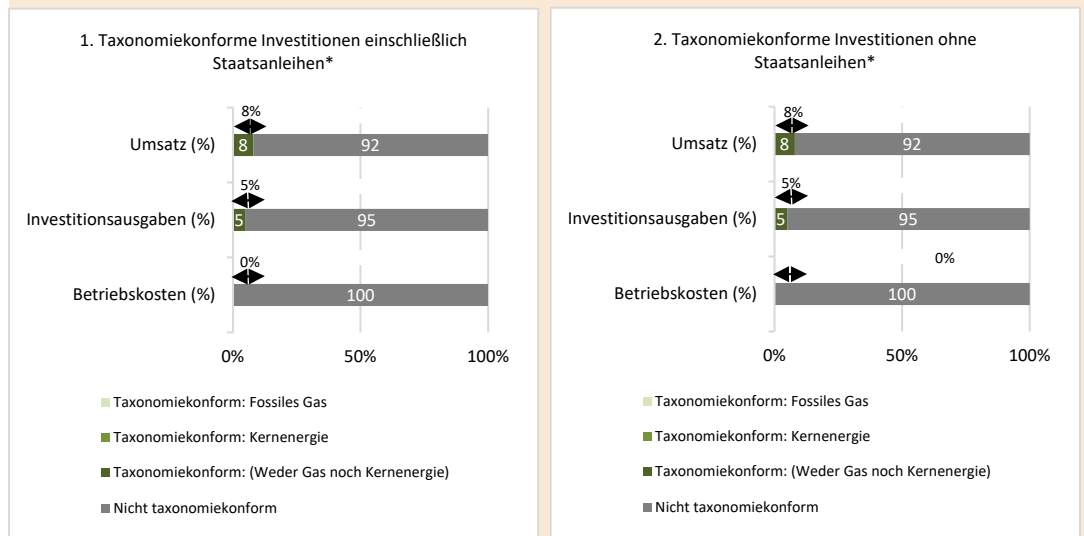 1. Taxonomiekonforme Investitionen einschließlich
Staatsanleihen*
8%
Umsatz (%)
8
92
5%
Investitionsausgaben (%)
5
95
0%
Betriebskosten (%)
100
0%
50%
100%
Taxonomiekonform: Fossiles Gas
Taxonomiekonform: Kernenergie
Taxonomiekonform: (Weder Gas noch Kernenergie)
Nicht taxonomiekonform
2. Taxonomiekonforme Investitionen ohne
Staatsanleihen*
8%
Umsatz (%)
8
92
5%
Investitionsausgaben (%)
5
95
0%
Betriebskosten (%)
100
0%
50%
100%
Taxonomiekonform: Fossiles Gas
Taxonomiekonform: Kernenergie
Taxonomiekonform: (Weder Gas noch Kernenergie)
Nicht taxonomiekonform